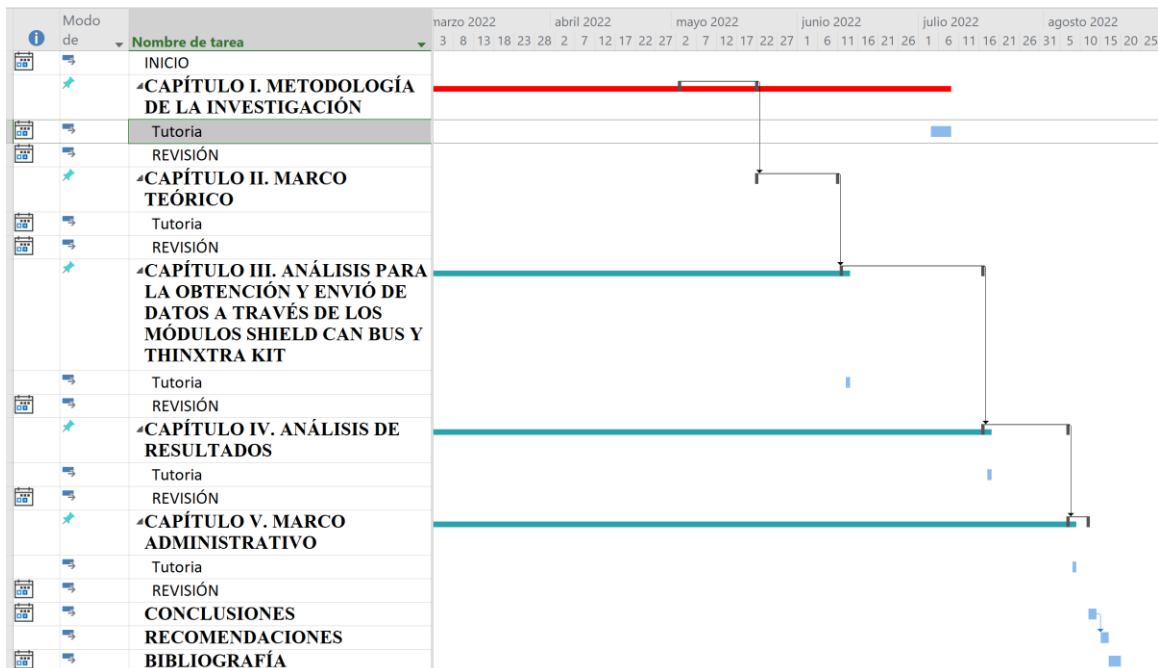 Modo
de
Nombre de tarea
marzo 2022 abril 2022 mayo 2022 junio 2022 julio 2022 agosto 2022
3 8 13 18 23 28 2 7 12 17 22 27 2 7 12 17 22 27 1 6 11 16 21 26 1 6 11 16 21 26 31 5 10 15 20 25
INICIO
CAPÍTULO I. METODOLOGÍA
DE LA INVESTIGACIÓN
Tutoria
REVISIÓN
CAPÍTULO II. MARCO
TEÓRICO
Tutoria
REVISIÓN
CAPÍTULO III. ANÁLISIS PARA
LA OBTENCIÓN Y ENVIÓ DE
DATOS A TRAVÉS DE LOS
MÓDULOS SHIELD CAN BUS Y
THINXTRA KIT
Tutoria
REVISIÓN
CAPÍTULO IV. ANÁLISIS DE
RESULTADOS
Tutoria
REVISIÓN
CAPÍTULO V. MARCO
ADMINISTRATIVO
Tutoria
REVISIÓN
CONCLUSIONES
RECOMENDACIONES
BIBLIOGRAFÍA